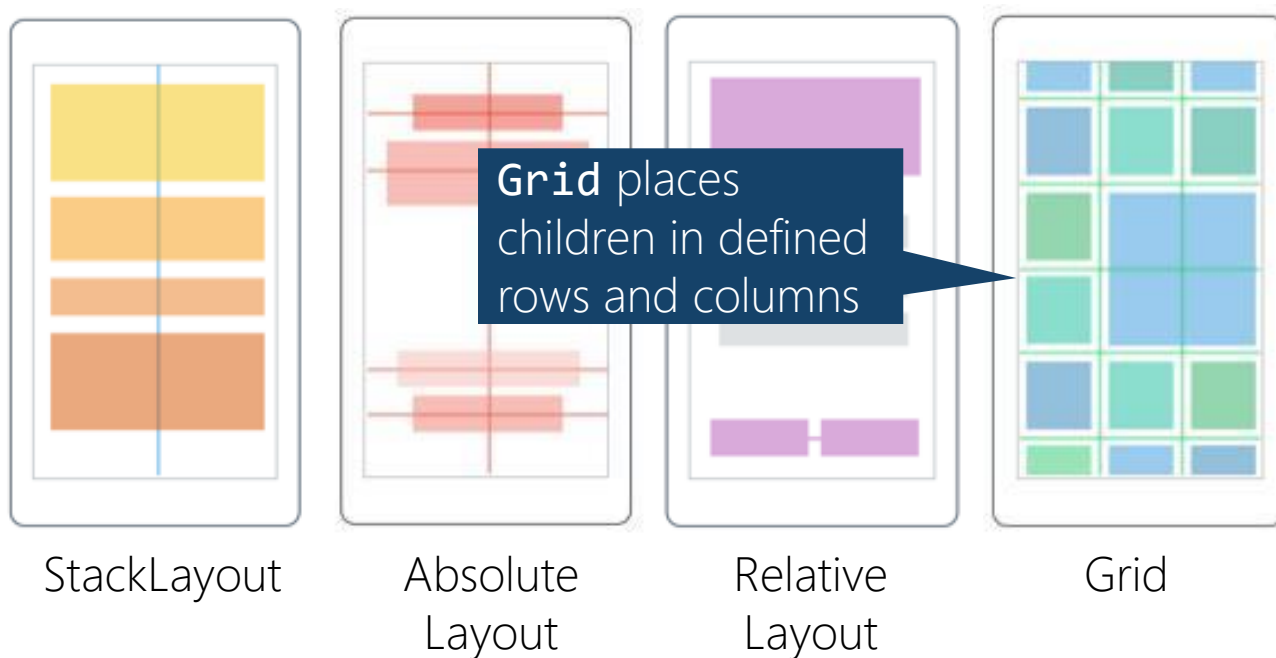 Grid places
children in defined
rows and columns
StackLayout
Absolute
Layout
Relative
Layout
Grid